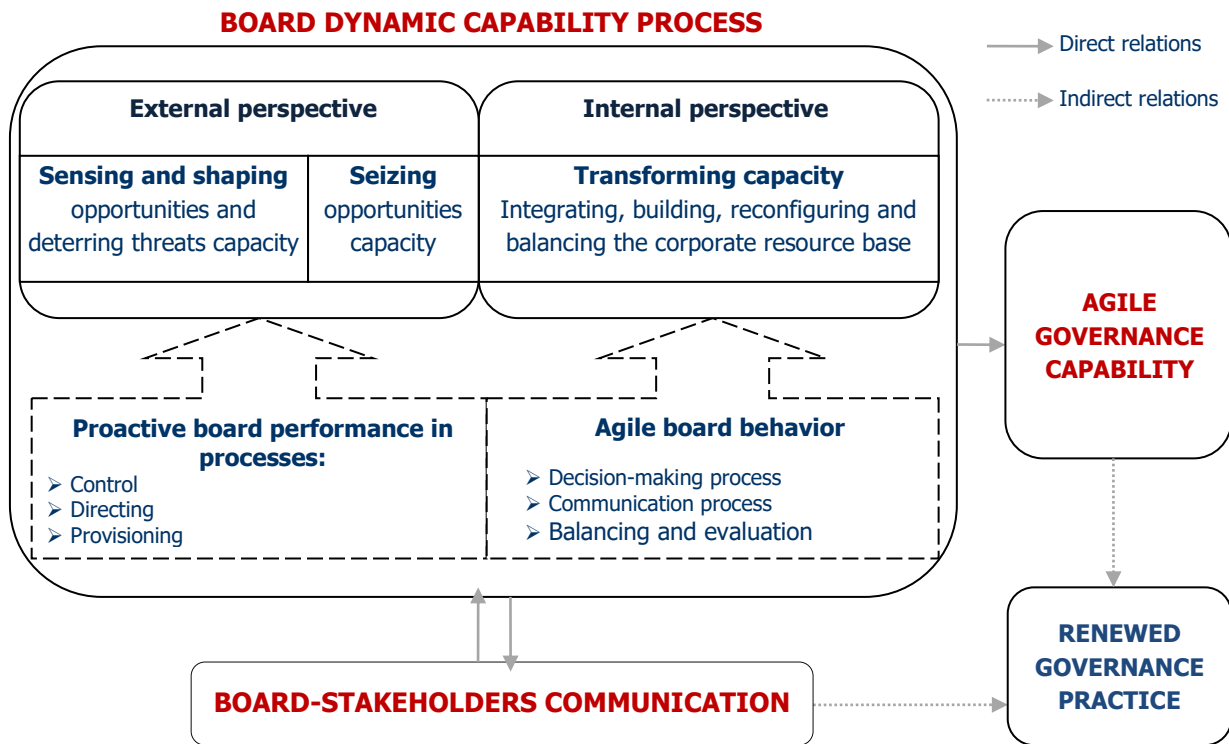 BOARD DYNAMIC CAPABILITY PROCESS
Direct relations
Indirect relations
External perspective
Internal perspective
Sensing and shaping
opportunities and
deterring threats capacity
Seizing
opportunities
capacity
Transforming capacity
Integrating, building, reconfiguring and
balancing the corporate resource base
AGILE
GOVERNANCE
CAPABILITY
Proactive board performance in
processes:
➢ Control
➢ Directing
➢ Provisioning
Agile board behavior
➢ Decision-making process
➢ Communication process
➢ Balancing and evaluation
BOARD-STAKEHOLDERS COMMUNICATION
RENEWED
GOVERNANCE
PRACTICE